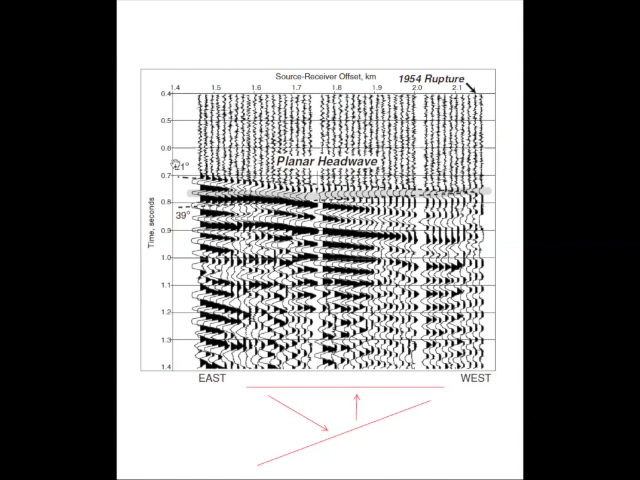 Source-Receiver Offset, km
1954 Rupture
1.4 1.5 1.6 1.7 1.8 1.9 2.0 2.1
0.4
0.5
0.6
Planar Headwave
0.7
0.8
39°
0.9
Time, seconds
1.0
1.1
1.2
1.3
1.4
EAST WEST